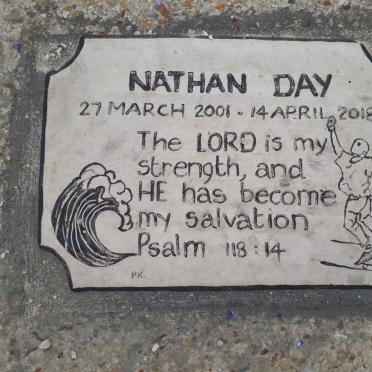 NATHAN DAY
27 MARCH 2001 - 14 APRIL 2018
The LORD is my
strength, and
HE has become
my salvation
Psalm 118:14
P.K.